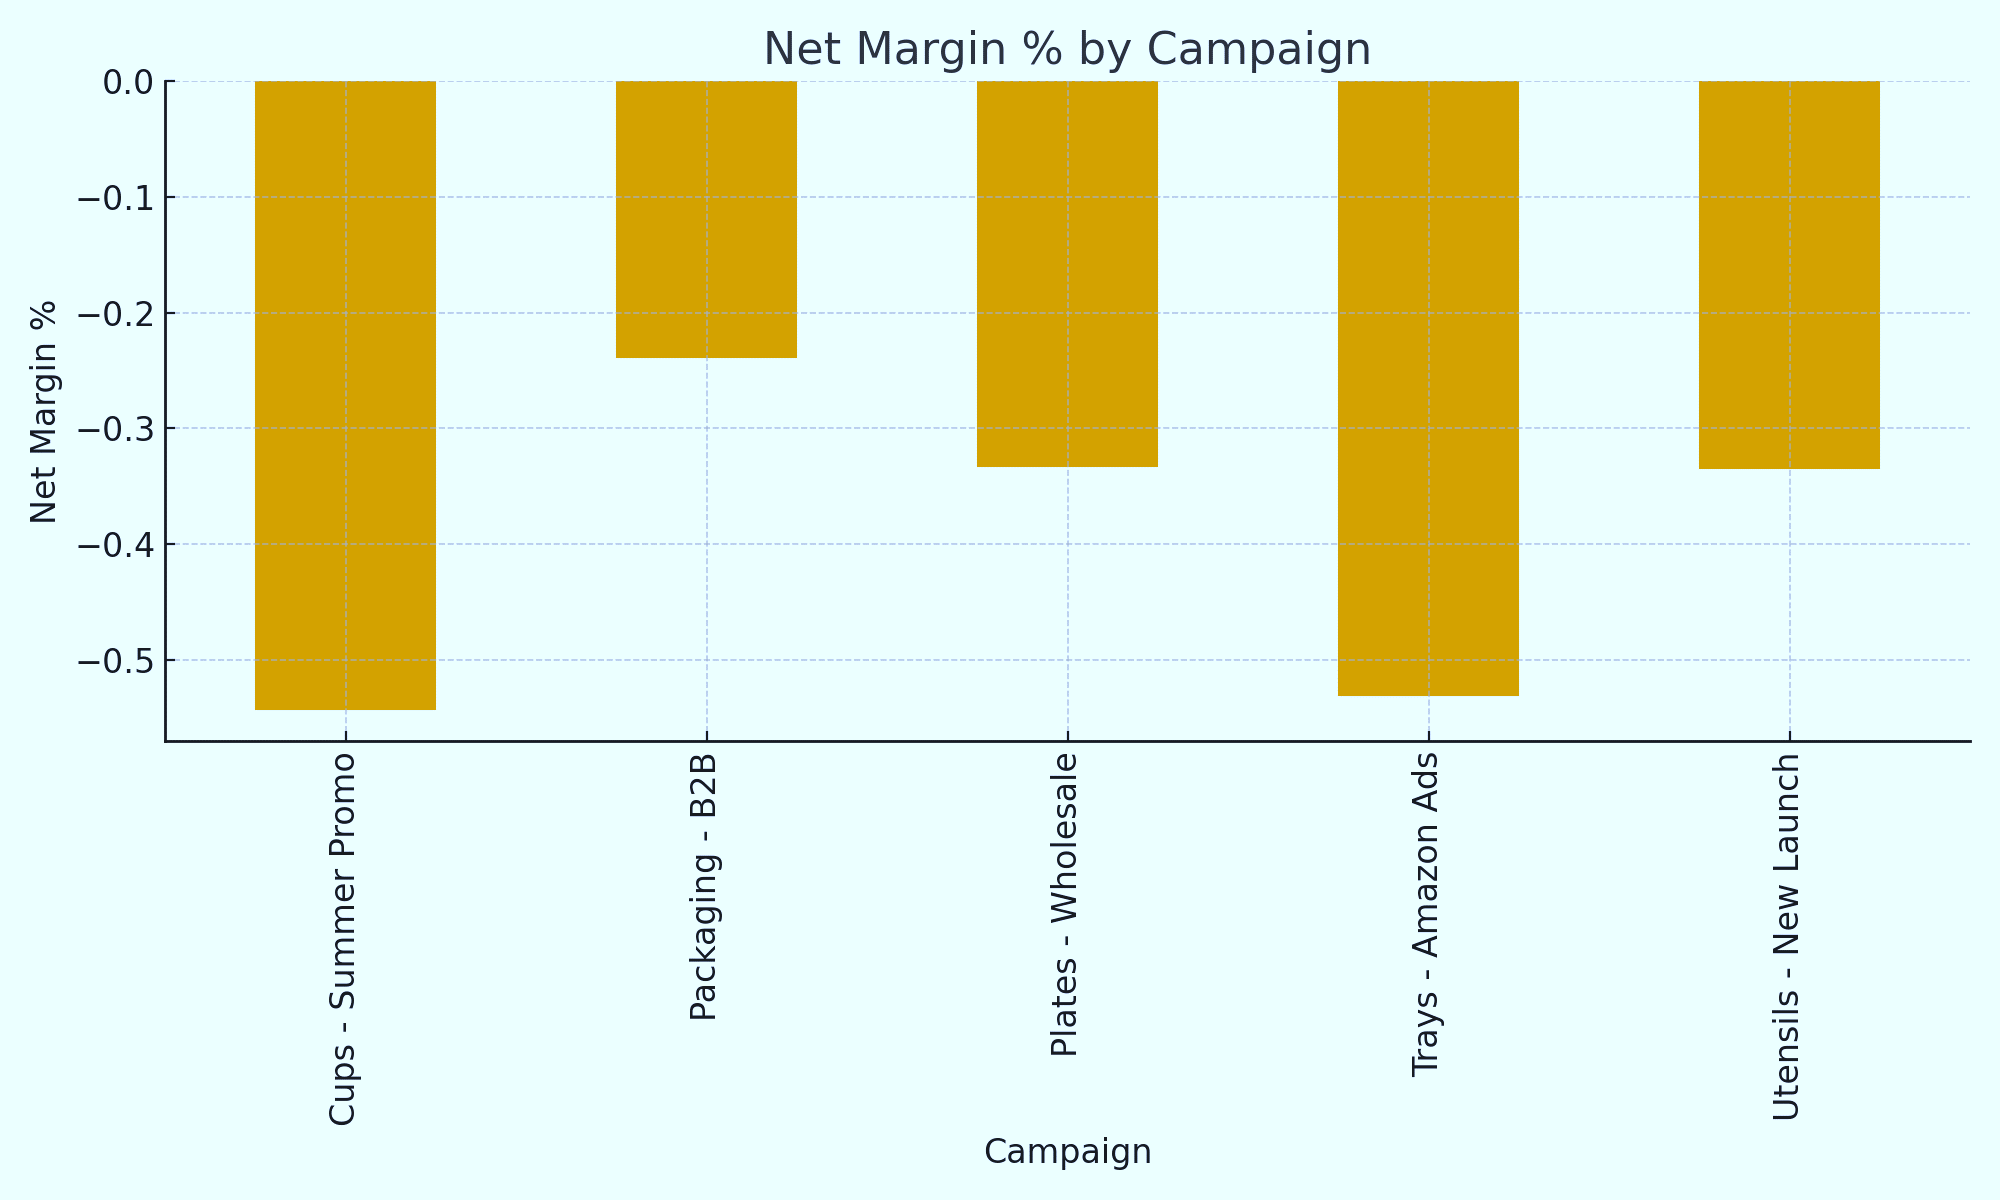 Net Margin % by Campaign
Net Margin %
0.0
−0.1
−0.2
−0.3
−0.4
−0.5
Cups - Summer Promo
Packaging - B2B
Plates - Wholesale
Trays - Amazon Ads
Utensils - New Launch
Campaign